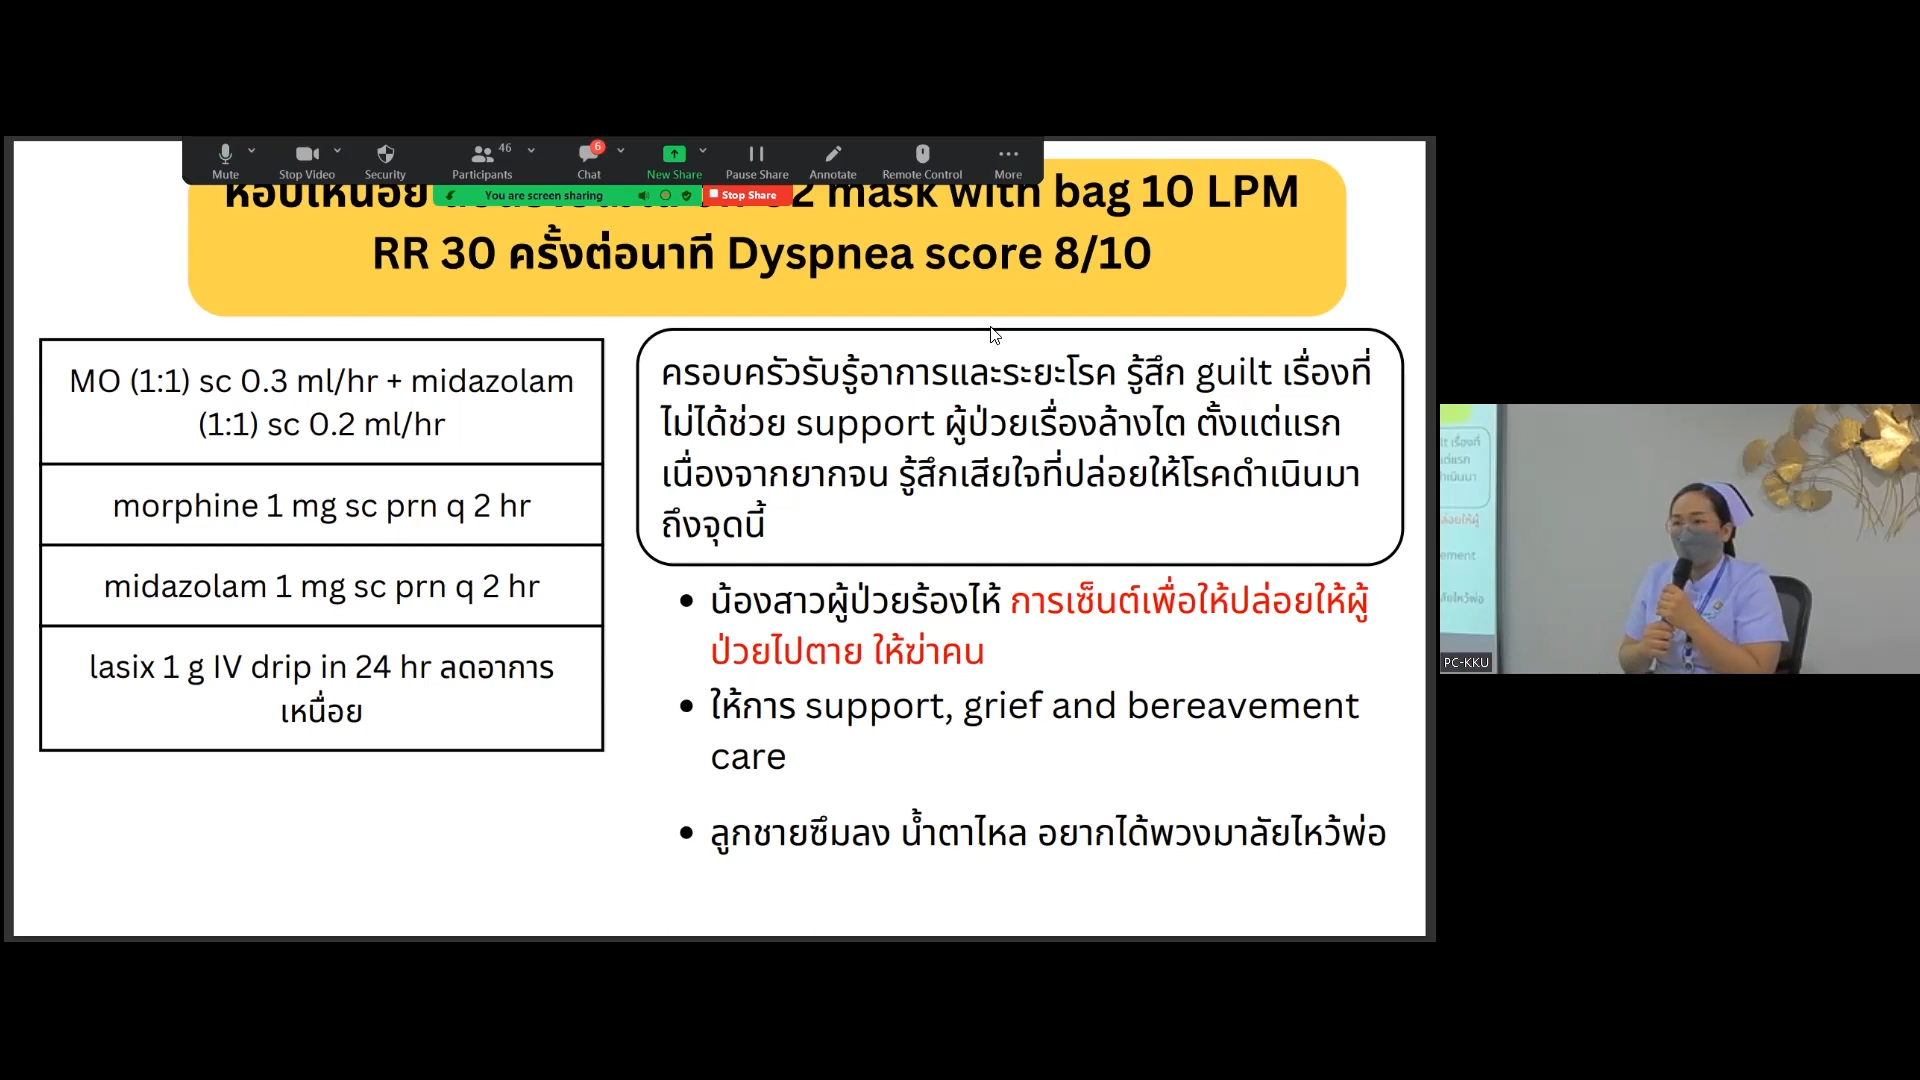 Mute
Stop Video
Security
46
Participants
6
Chat
New Share
Pause Share
Annotate
Remote Control
More
You are screen sharing
Stop Share
หอบเหนื่อย 2 mask with bag 10 LPM
RR 30 ครั้งต่อนาที Dyspnea score 8/10
MO (1:1) sc 0.3 ml/hr + midazolam
(1:1) sc 0.2 ml/hr
morphine 1 mg sc prn q 2 hr
midazolam 1 mg sc prn q 2 hr
lasix 1 g IV drip in 24 hr ลดอาการ
เหนื่อย
ครอบครัวรับรู้อาการและระยะโรค รู้สึก guilt เรื่องที่
ไม่ได้ช่วย support ผู้ป่วยเรื่องล้างไต ตั้งแต่แรก
เนื่องจากยากจน รู้สึกเสียใจที่ปล่อยให้โรคดำเนินมา
ถึงจุดนี้
• น้องสาวผู้ป่วยร้องไห้ การเซ็นต์เพื่อให้ปล่อยให้ผู้
ป่วยไปตาย ให้ฆ่าคน
• ให้การ support, grief and bereavement
care
• ลูกชายซึมลง น้ำตาไหล อยากได้พวงมาลัยไหว้พ่อ
PC-KKU